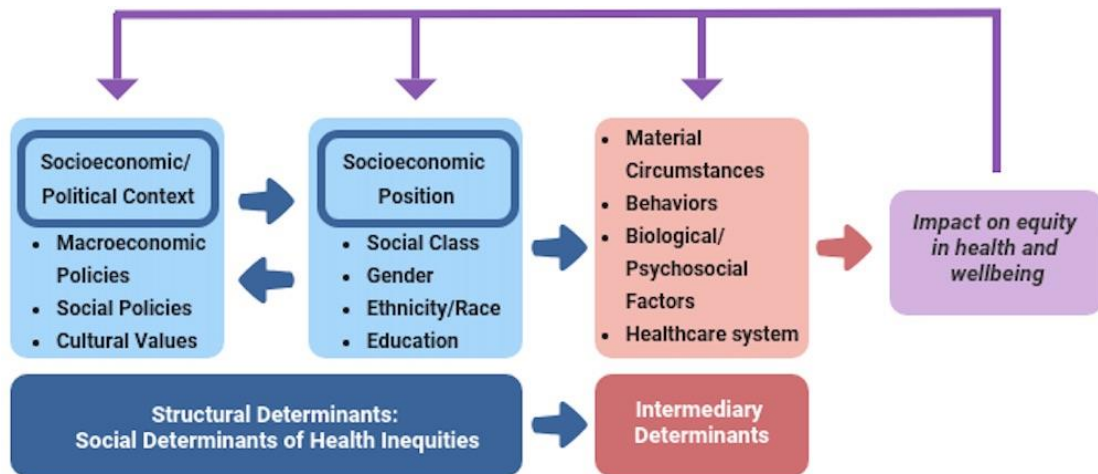 Socioeconomic/
Political Context
• Macroeconomic
Policies
• Social Policies
• Cultural Values
Socioeconomic
Position
• Social Class
• Gender
• Ethnicity/Race
• Education
• Material
Circumstances
• Behaviors
• Biological/
Psychosocial
Factors
• Healthcare system
Impact on equity
in health and
wellbeing
Structural Determinants:
Social Determinants of Health Inequities
Intermediary
Determinants